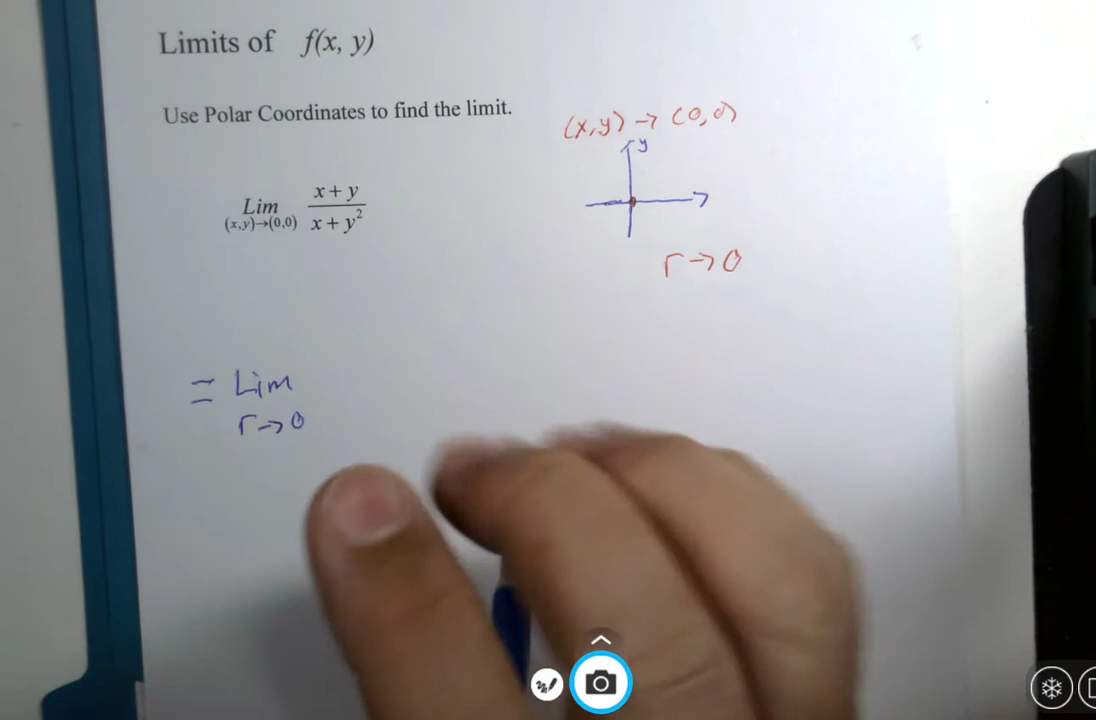 Limits of f(x, y)
Use Polar Coordinates to find the limit.
(x,y) → (0,0)
y
Lim (x,y)→(0,0) x + y / x + y²
r → 0
= Lim
r → 0